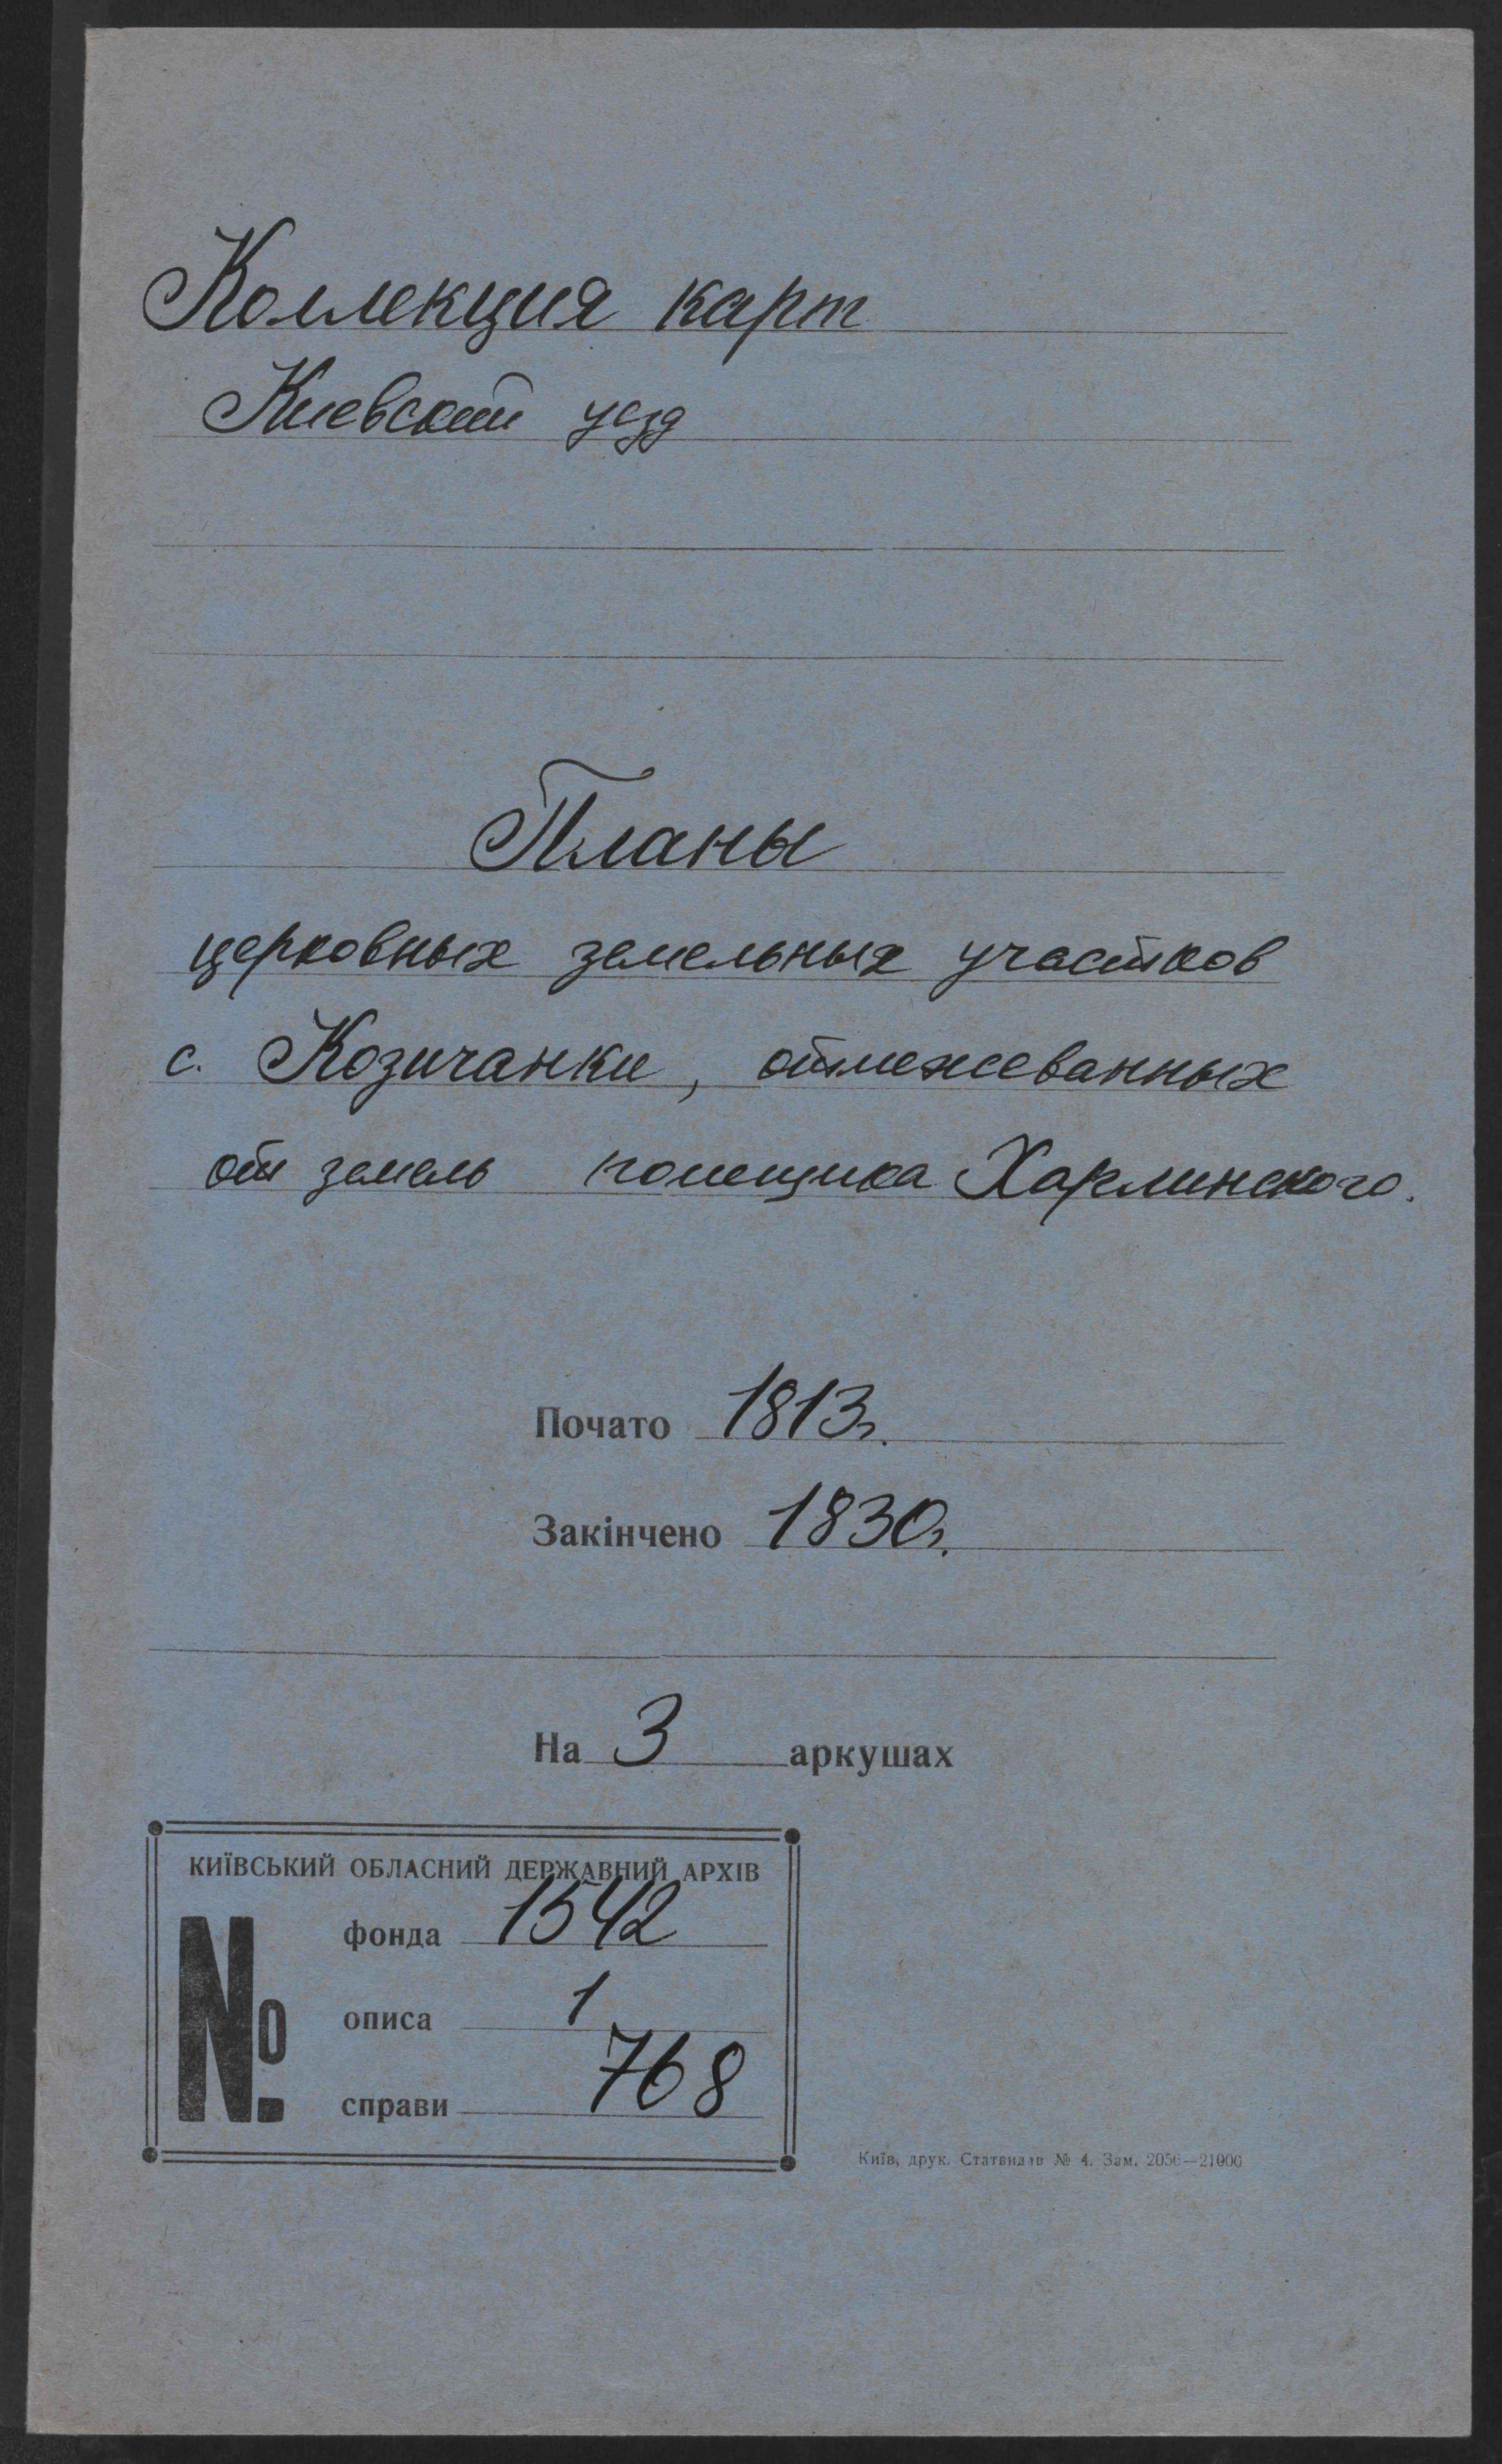 Коллекция карт
Киевский уезд
Планы
церковных земельных участков
с. Козичанки, отмежеванных
от земель помещика Харлинского.
Почато 1813г.
Закінчено 1830г.
На 3 аркушах
КИЇВСЬКИЙ ОБЛАСНИЙ ДЕРЖАВНИЙ АРХІВ
№
фонда 1542
описа 1
справи 768
Київ, друк. Статвидав № 4. Зам. 2056—21000